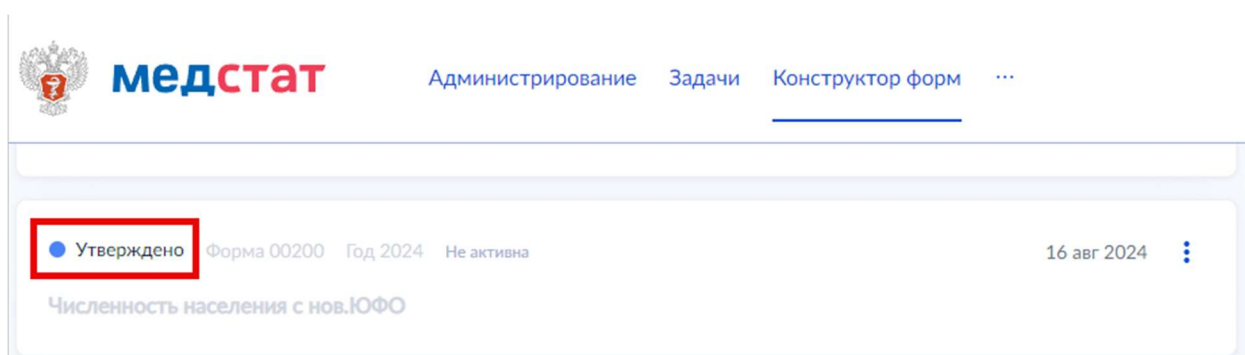 медстат Администрирование Задачи Конструктор форм ...
Утверждено Форма 00200 Год 2024 Не активна 16 авг 2024
Численность населения с нов.ЮФО